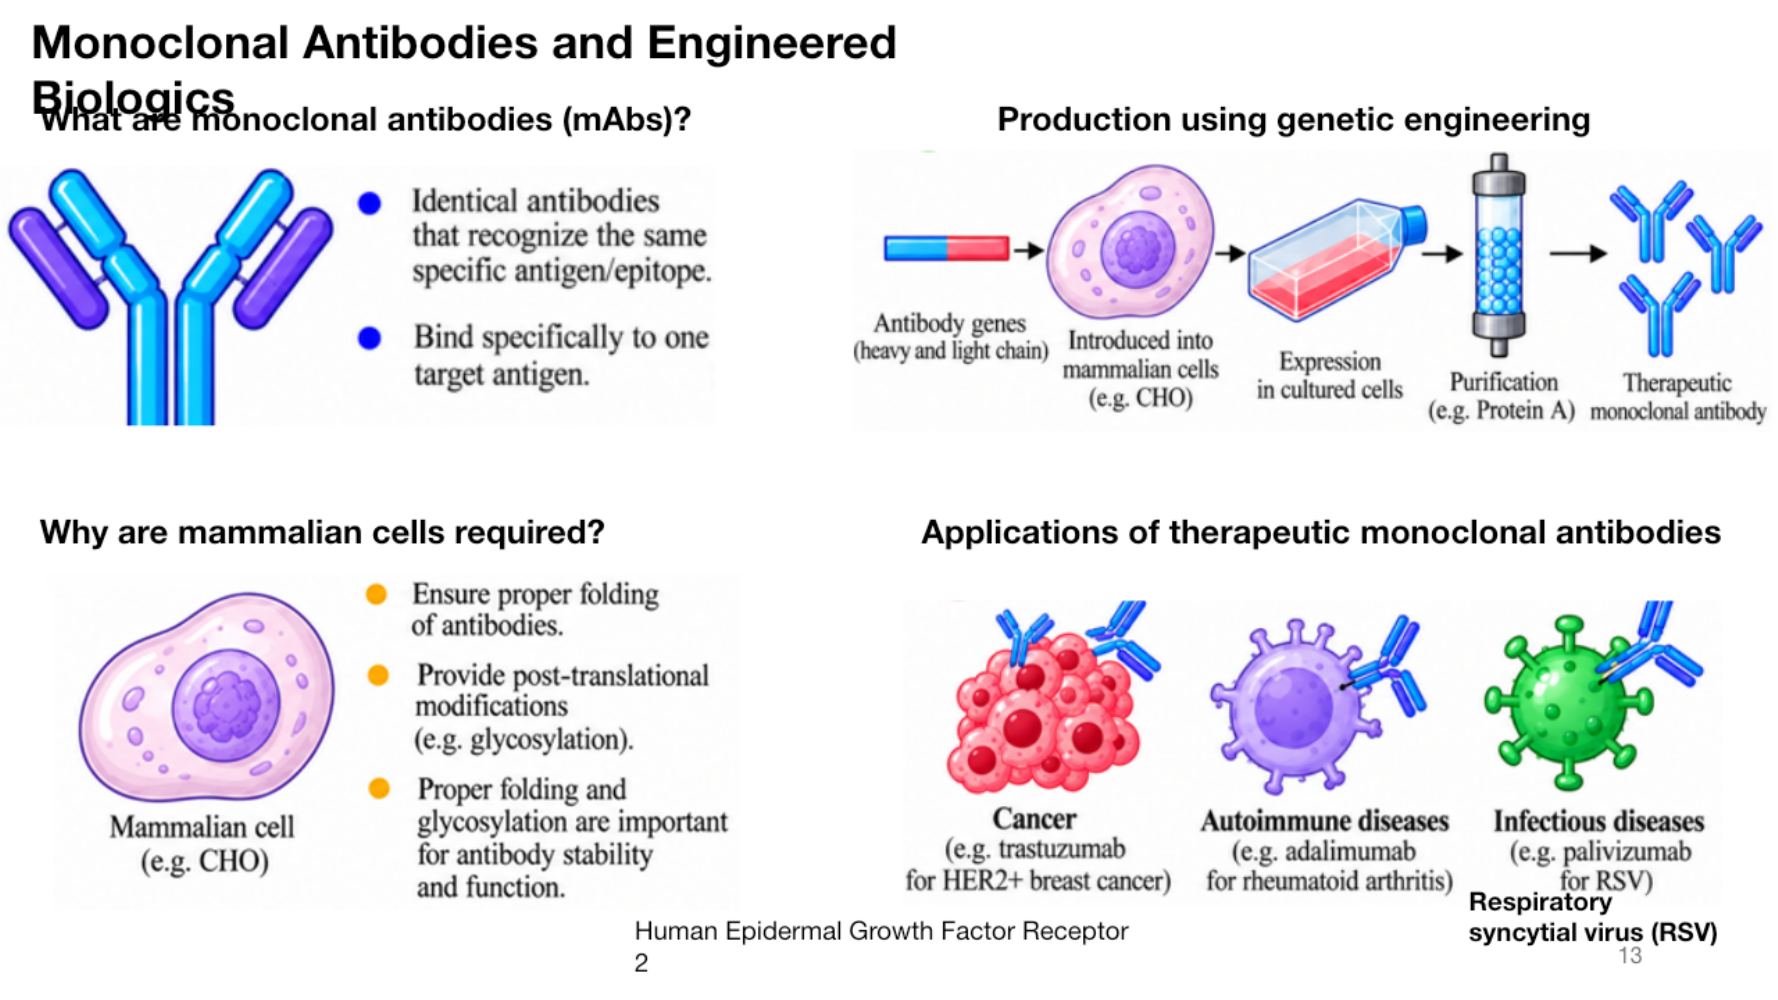 Monoclonal Antibodies and Engineered
Biologics
What are monoclonal antibodies (mAbs)?
Identical antibodies
that recognize the same
specific antigen/epitope.
Bind specifically to one
target antigen.
Production using genetic engineering
Antibody genes
(heavy and light chain)
Introduced into
mammalian cells
(e.g. CHO)
Expression
in cultured cells
Purification
(e.g. Protein A)
Therapeutic
monoclonal antibody
Why are mammalian cells required?
Mammalian cell
(e.g. CHO)
Ensure proper folding
of antibodies.
Provide post-translational
modifications
(e.g. glycosylation).
Proper folding and
glycosylation are important
for antibody stability
and function.
Applications of therapeutic monoclonal antibodies
Cancer
(e.g. trastuzumab
for HER2+ breast cancer)
Autoimmune diseases
(e.g. adalimumab
for rheumatoid arthritis)
Infectious diseases
(e.g. palivizumab
for RSV)
Respiratory
syncytial virus (RSV)
Human Epidermal Growth Factor Receptor
2
13